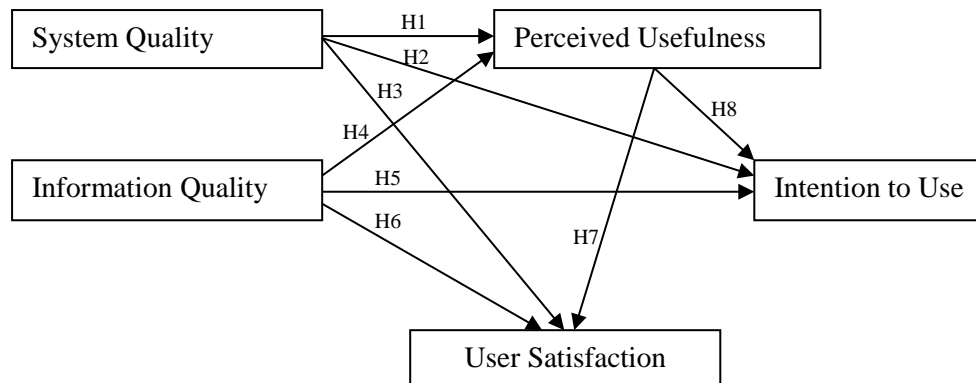 System Quality
H1
Perceived Usefulness
H2
H3
H8
H4
Information Quality
H5
Intention to Use
H6
H7
User Satisfaction